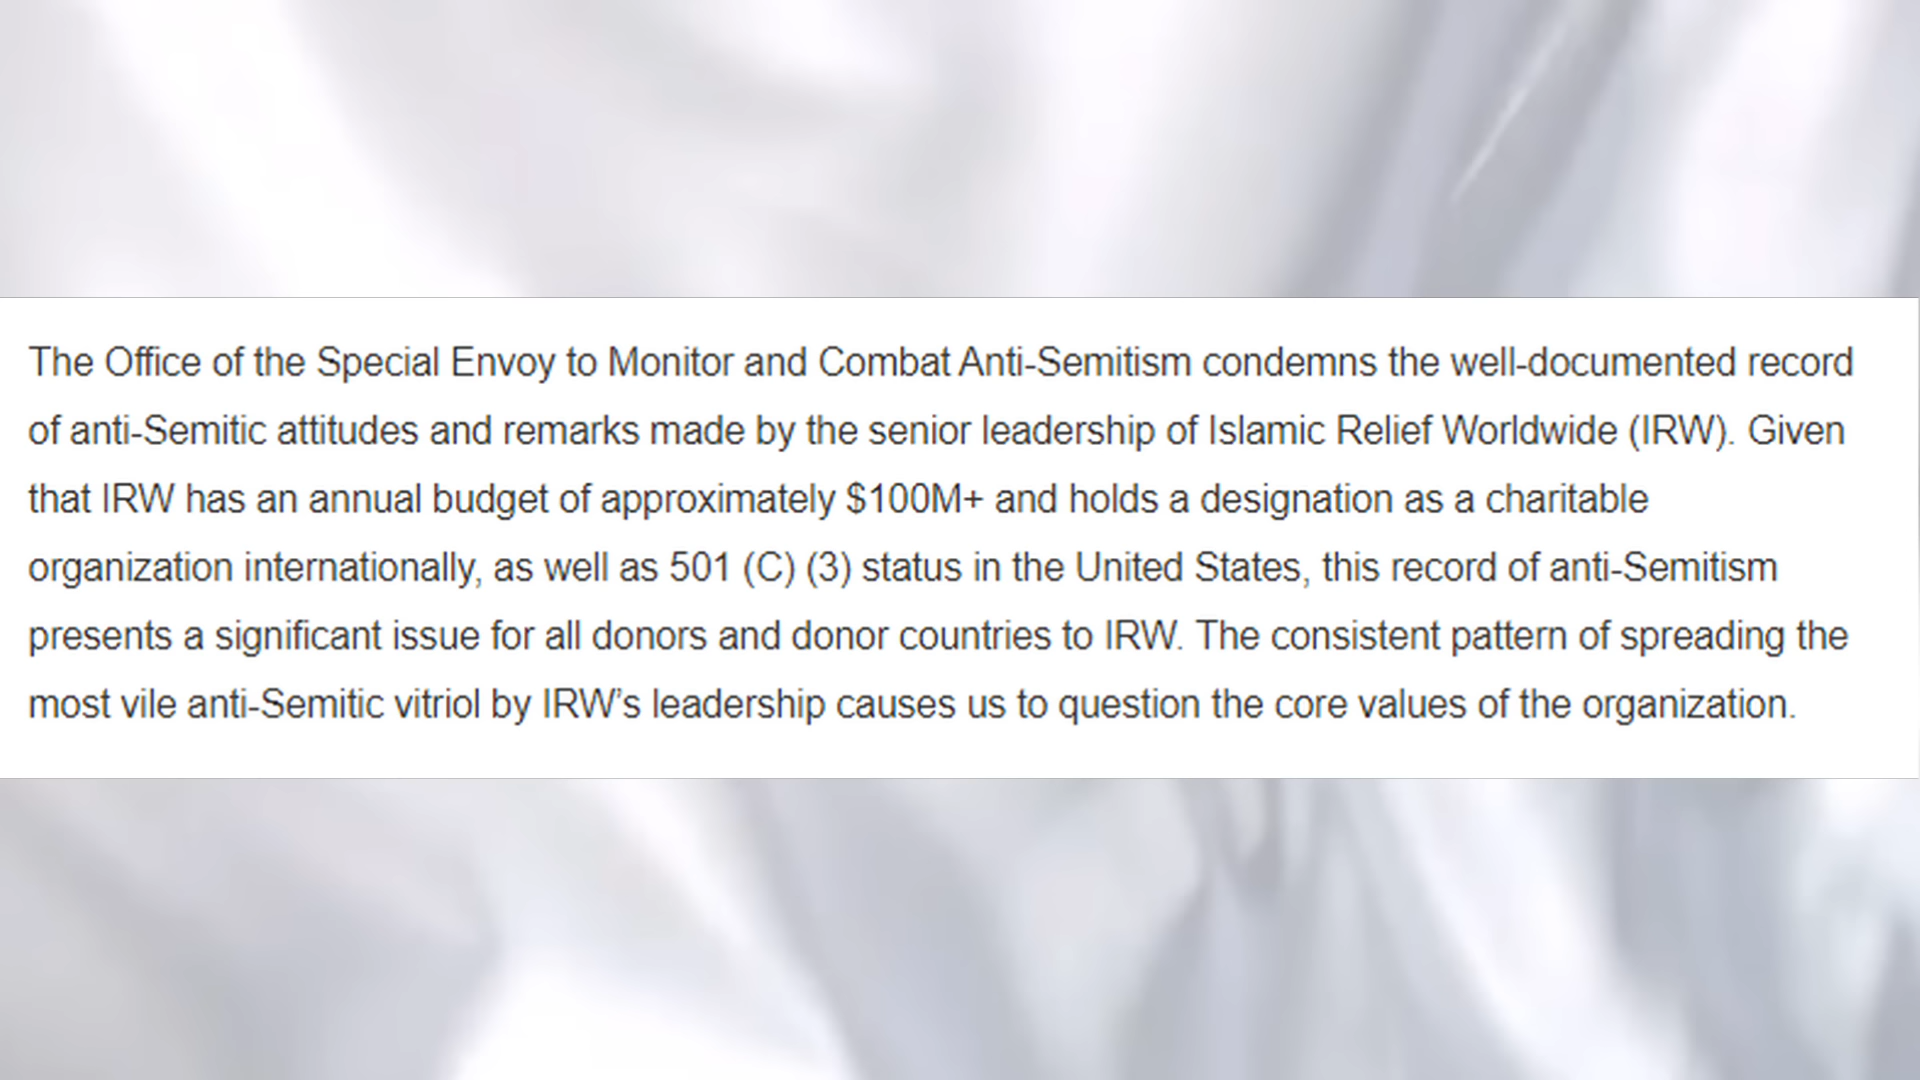 The Office of the Special Envoy to Monitor and Combat Anti-Semitism condemns the well-documented record
of anti-Semitic attitudes and remarks made by the senior leadership of Islamic Relief Worldwide (IRW). Given
that IRW has an annual budget of approximately $100M+ and holds a designation as a charitable
organization internationally, as well as 501 (C) (3) status in the United States, this record of anti-Semitism
presents a significant issue for all donors and donor countries to IRW. The consistent pattern of spreading the
most vile anti-Semitic vitriol by IRW’s leadership causes us to question the core values of the organization.